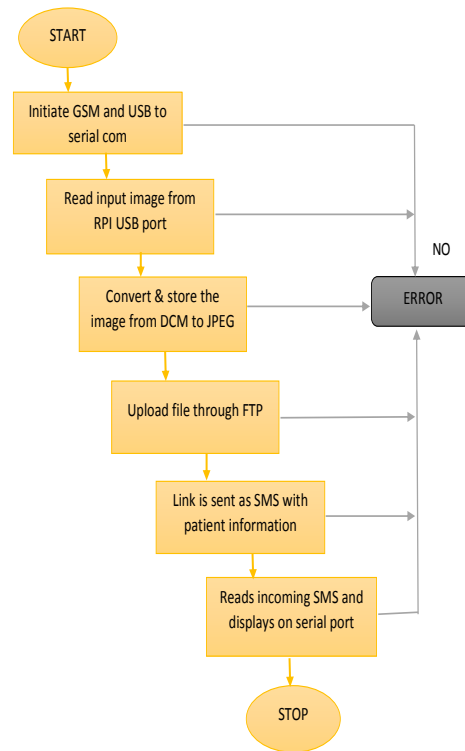 START
Initiate GSM and USB to
serial com
Read input image from
RPI USB port
NO
Convert & store the
image from DCM to JPEG
ERROR
Upload file through FTP
Link is sent as SMS with
patient information
Reads incoming SMS and
displays on serial port
STOP